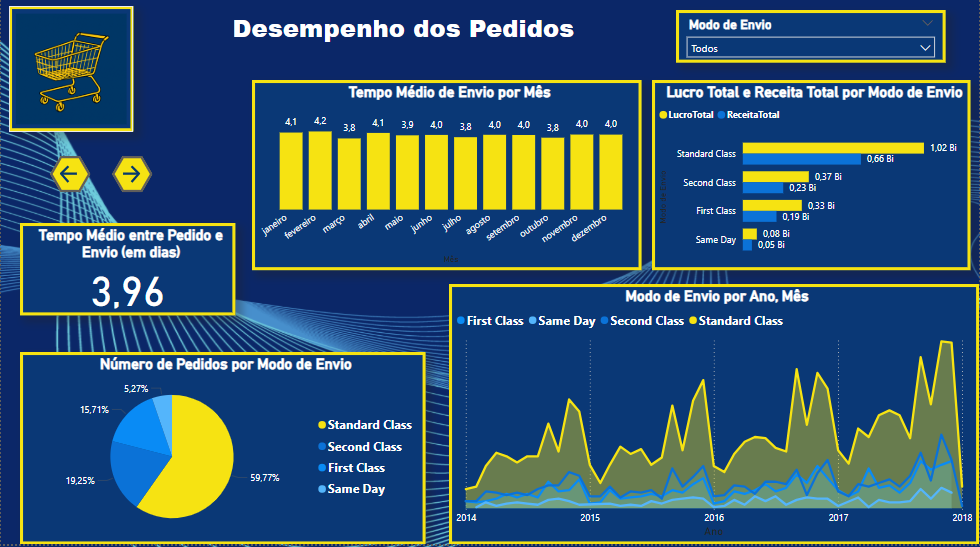 Desempenho dos Pedidos
Modo de Envio
Todos
Tempo Médio de Envio por Mês
4,1 4,2 3,8 4,1 3,9 4,0 3,8 4,0 4,0 3,8 4,0 4,0
janeiro fevereiro março abril maio junho julho agosto setembro outubro novembro dezembro
Mês
Lucro Total e Receita Total por Modo de Envio
LucroTotal ReceitaTotal
Modo de Envio
Standard Class 1,02 Bi
0,66 Bi
Second Class 0,37 Bi
0,23 Bi
First Class 0,33 Bi
0,19 Bi
Same Day 0,08 Bi
0,05 Bi
Tempo Médio entre Pedido e
Envio (em dias)
3,96
Número de Pedidos por Modo de Envio
5,27%
15,71%
19,25%
59,77%
Standard Class
Second Class
First Class
Same Day
Modo de Envio por Ano, Mês
First Class Same Day Second Class Standard Class
2014 2015 2016 2017 2018
Ano